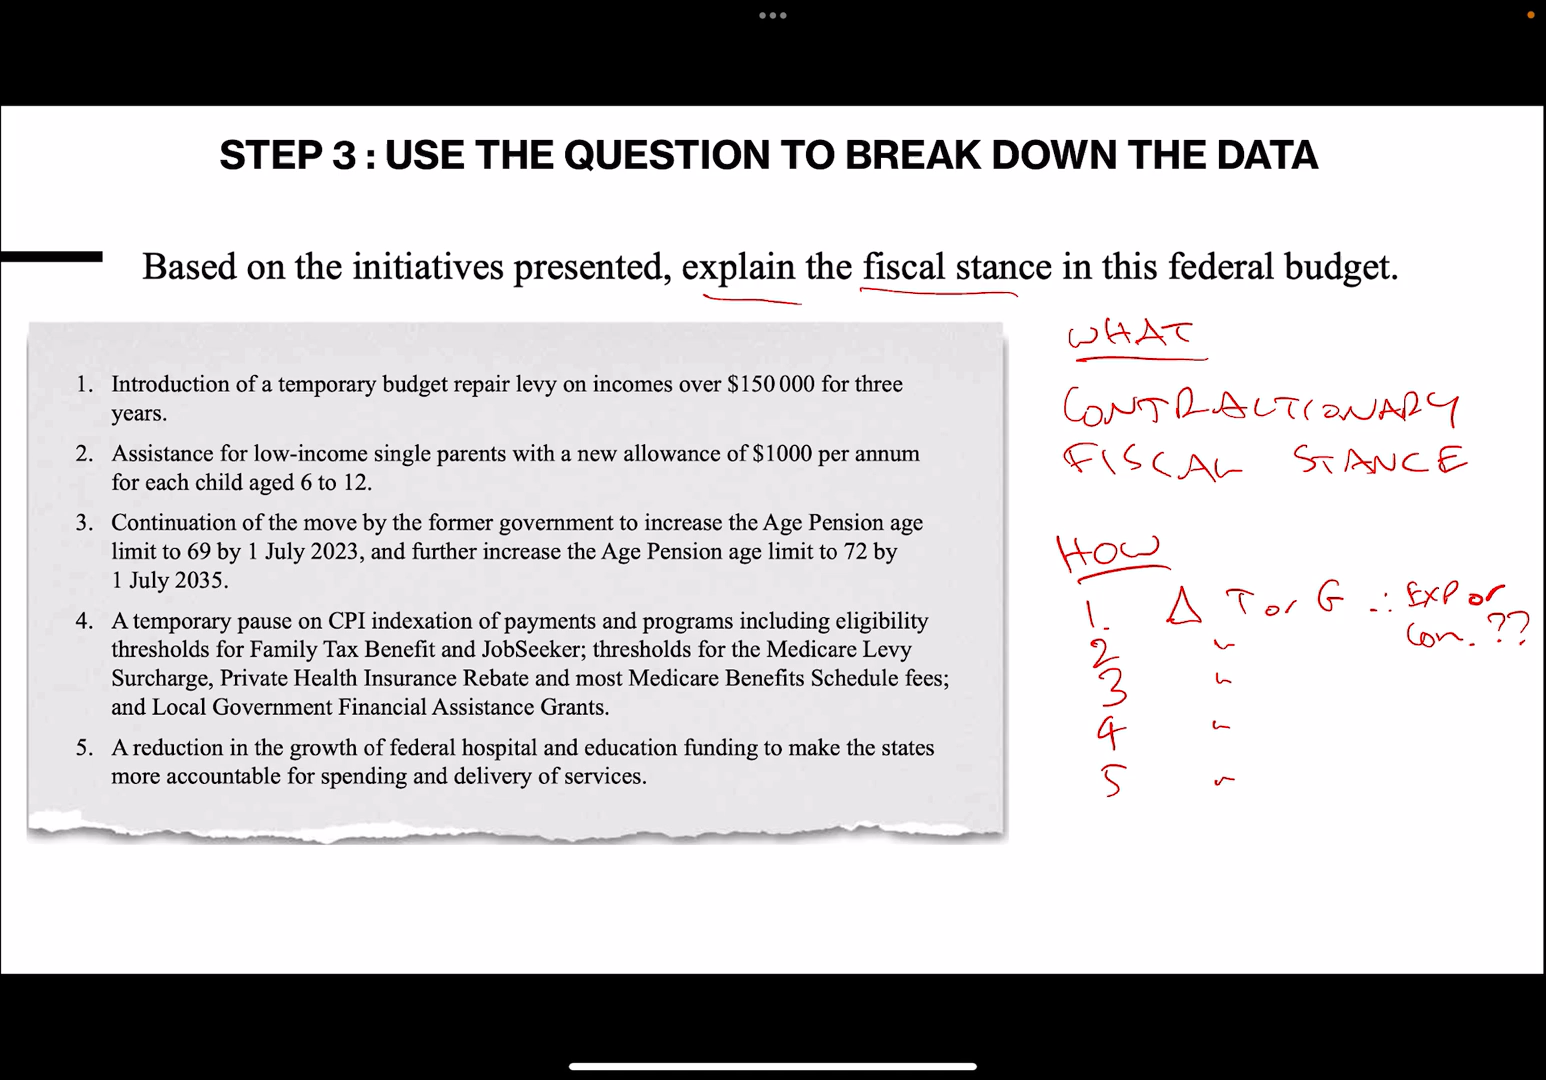 STEP 3 : USE THE QUESTION TO BREAK DOWN THE DATA
Based on the initiatives presented, explain the fiscal stance in this federal budget.
1. Introduction of a temporary budget repair levy on incomes over $150 000 for three
years.
2. Assistance for low-income single parents with a new allowance of $1000 per annum
for each child aged 6 to 12.
3. Continuation of the move by the former government to increase the Age Pension age
limit to 69 by 1 July 2023, and further increase the Age Pension age limit to 72 by
1 July 2035.
4. A temporary pause on CPI indexation of payments and programs including eligibility
thresholds for Family Tax Benefit and JobSeeker; thresholds for the Medicare Levy
Surcharge, Private Health Insurance Rebate and most Medicare Benefits Schedule fees;
and Local Government Financial Assistance Grants.
5. A reduction in the growth of federal hospital and education funding to make the states
more accountable for spending and delivery of services.
WHAT
CONTRACTIONARY
FISCAL STANCE
HOW
1. Δ T or G ∴ EXP or
Con. ??
2 "
3 "
4 "
5 "